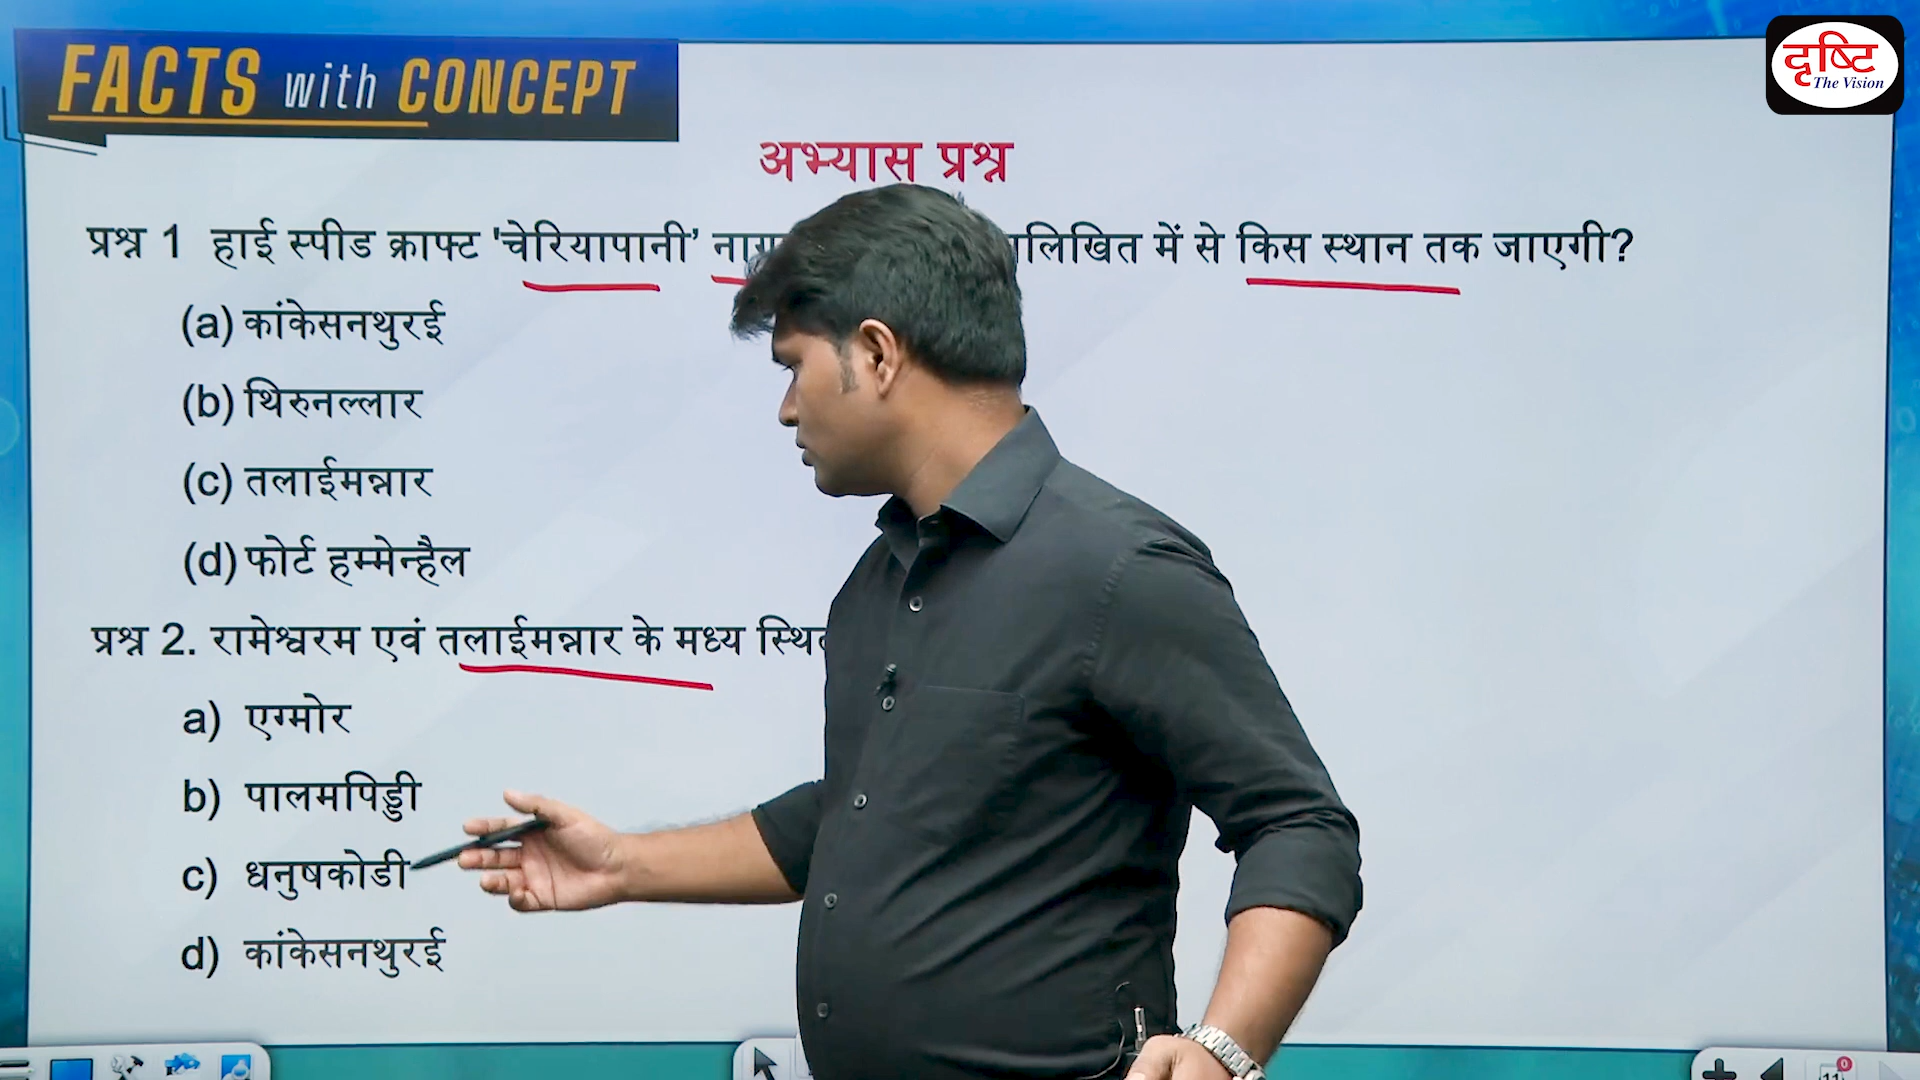 FACTS with CONCEPT
दृष्टि
The Vision
अभ्यास प्रश्न
प्रश्न 1 हाई स्पीड क्राफ्ट 'चेरियापानी’ में से किस स्थान तक जाएगी?
(a) कांकेसनथुरई
(b) थिरुनल्लार
(c) तलाईमन्नार
(d) फोर्ट हम्मेन्हैल
प्रश्न 2. रामेश्वरम एवं तलाईमन्नार के मध्य
a) एग्मोर
b) पालमपिड्डी
c) धनुषकोडी
d) कांकेसनथुरई